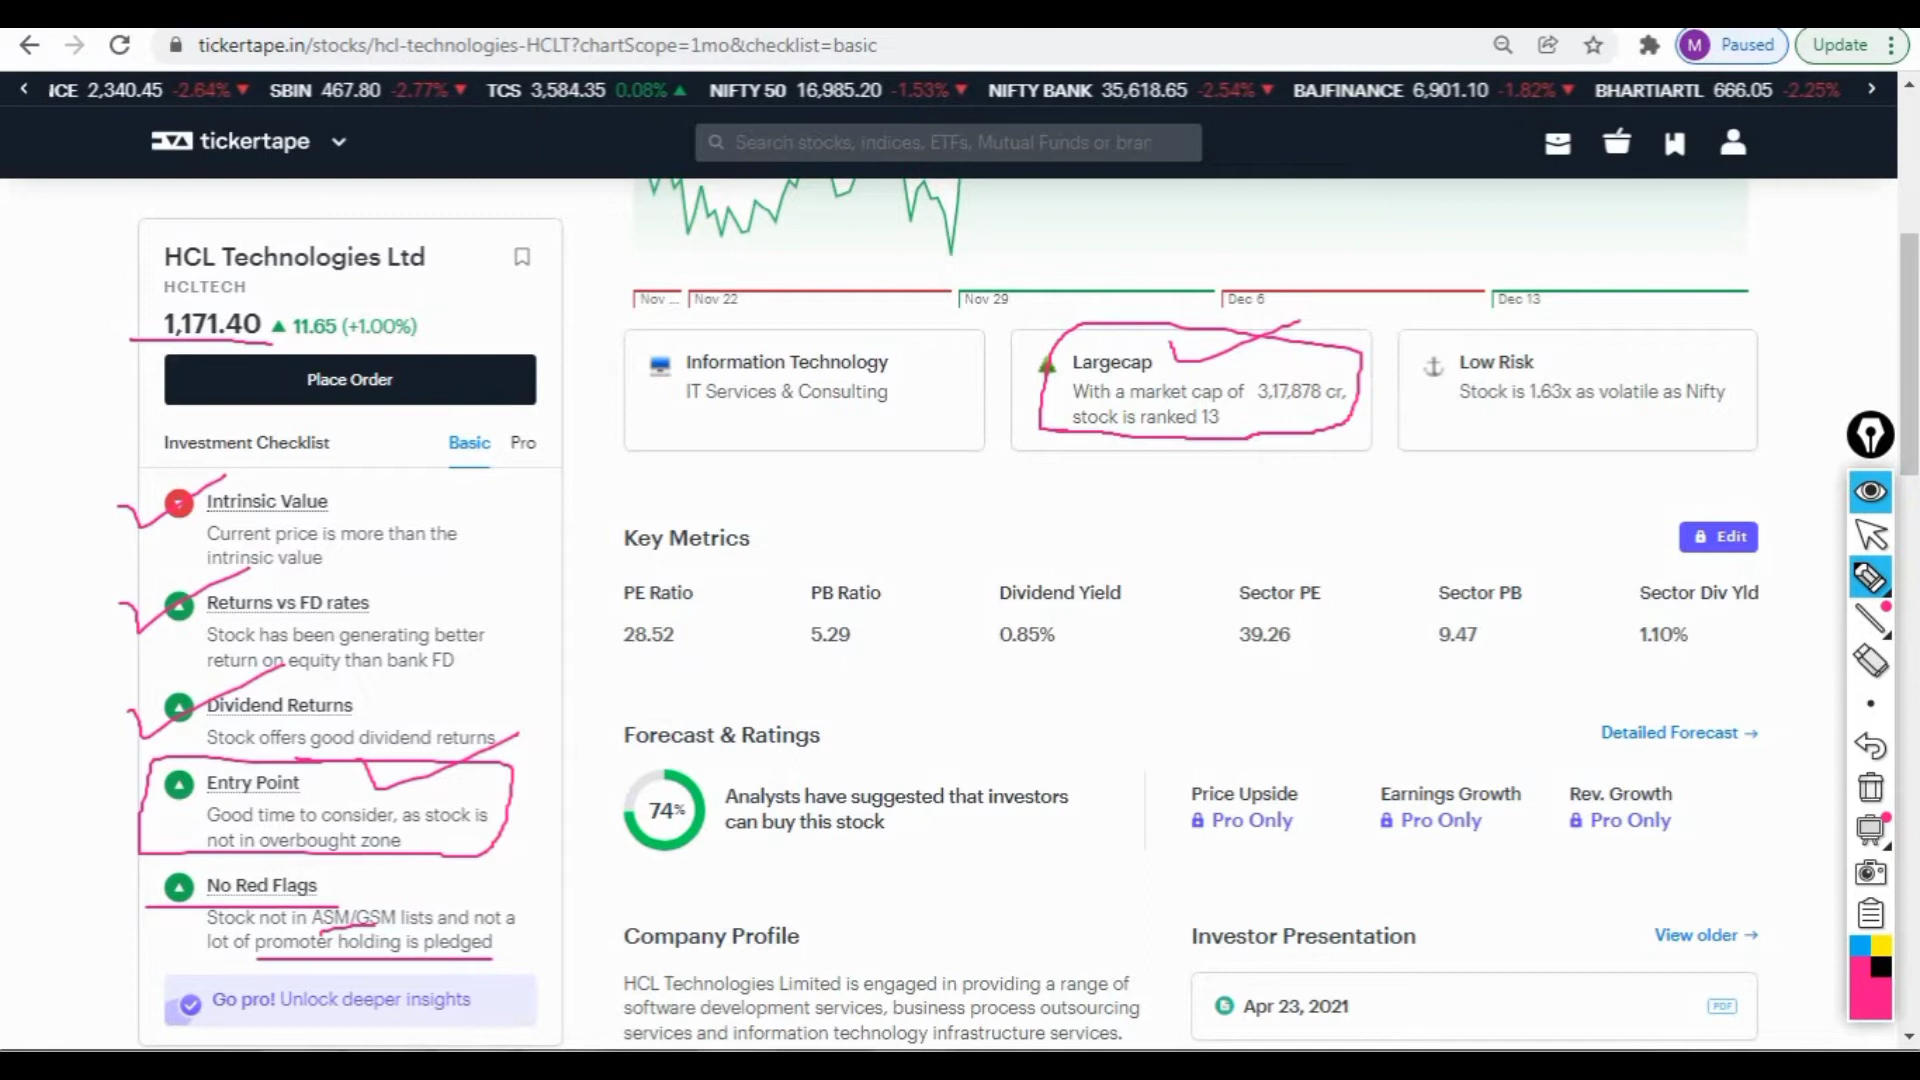 tickertape.in/stocks/hcl-technologies-HCLT?chartScope=1mo&checklist=basic
M Paused
Update
ICE 2,340.45 -2.64% ▼ SBIN 467.80 -2.77% ▼ TCS 3,584.35 0.08% ▲ NIFTY 50 16,985.20 -1.53% ▼ NIFTY BANK 35,618.65 -2.54% ▼ BAJFINANCE 6,901.10 -1.82% ▼ BHARTIARTL 666.05 -2.25%
tickertape
Search stocks, indices, ETFs, Mutual Funds or bran
HCL Technologies Ltd
HCLTECH
1,171.40 ▲ 11.65 (+1.00%)
Place Order
Investment Checklist Basic Pro
Intrinsic Value
Current price is more than the
intrinsic value
Returns vs FD rates
Stock has been generating better
return on equity than bank FD
Dividend Returns
Stock offers good dividend returns
Entry Point
Good time to consider, as stock is
not in overbought zone
No Red Flags
Stock not in ASM/GSM lists and not a
lot of promoter holding is pledged
Go pro! Unlock deeper insights
Nov ... Nov 22 Nov 29 Dec 6 Dec 13
Information Technology
IT Services & Consulting
Largecap
With a market cap of 3,17,878 cr,
stock is ranked 13
Low Risk
Stock is 1.63x as volatile as Nifty
Key Metrics
Edit
PE Ratio PB Ratio Dividend Yield Sector PE Sector PB Sector Div Yld
28.52 5.29 0.85% 39.26 9.47 1.10%
Forecast & Ratings
Detailed Forecast →
74%
Analysts have suggested that investors
can buy this stock
Price Upside Earnings Growth Rev. Growth
Pro Only Pro Only Pro Only
Company Profile
HCL Technologies Limited is engaged in providing a range of
software development services, business process outsourcing
services and information technology infrastructure services.
Investor Presentation
View older →
Apr 23, 2021
PDF